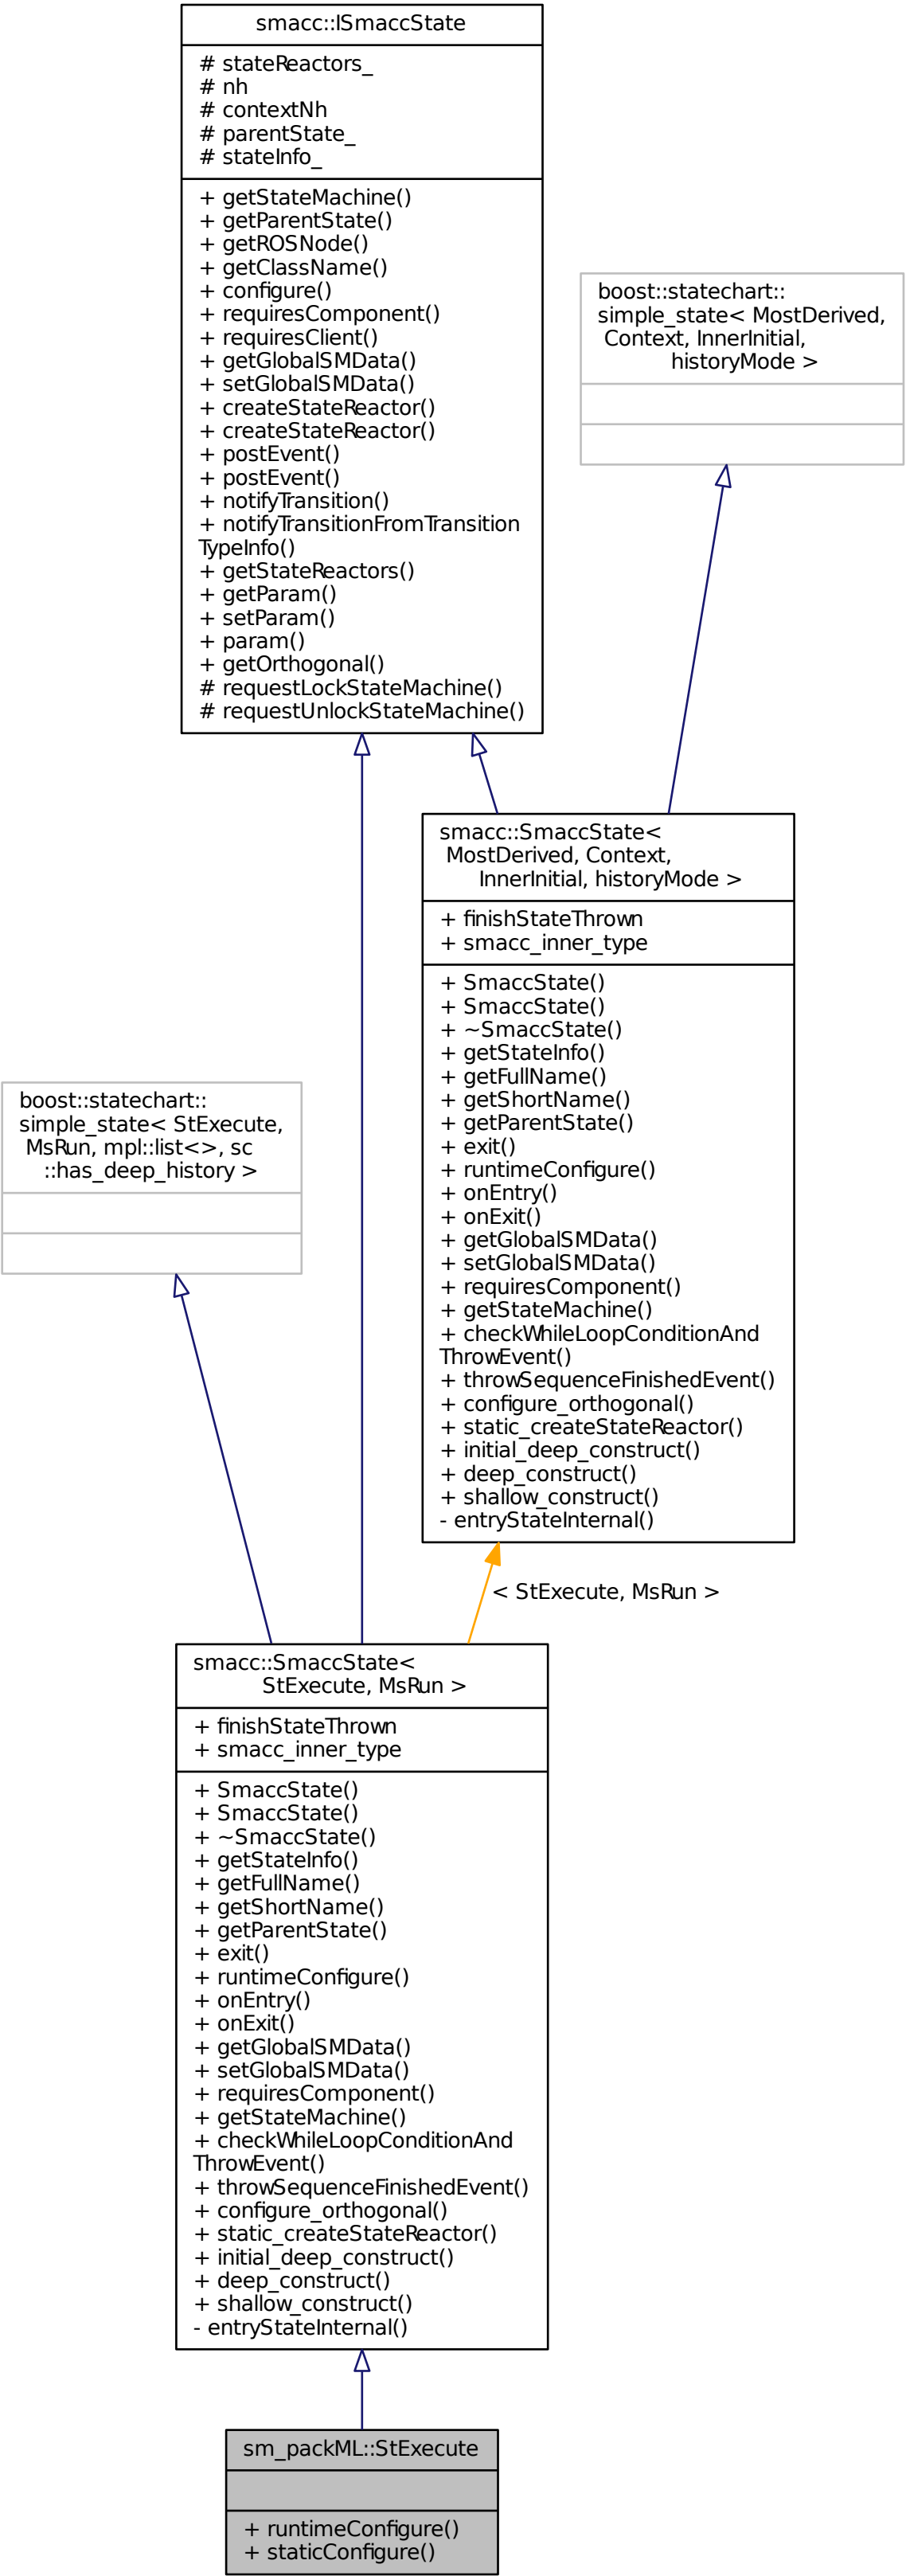 smacc::ISmaccState
# stateReactors_
# nh
# contextNh
# parentState_
# stateInfo_
+ getStateMachine()
+ getParentState()
+ getROSNode()
+ getClassName()
+ configure()
+ requiresComponent()
+ requiresClient()
+ getGlobalSMData()
+ setGlobalSMData()
+ createStateReactor()
+ createStateReactor()
+ postEvent()
+ postEvent()
+ notifyTransition()
+ notifyTransitionFromTransition
TypeInfo()
+ getStateReactors()
+ getParam()
+ setParam()
+ param()
+ getOrthogonal()
# requestLockStateMachine()
# requestUnlockStateMachine()
boost::statechart::
simple_state< MostDerived,
Context, InnerInitial,
historyMode >
smacc::SmaccState<
MostDerived, Context,
InnerInitial, historyMode >
+ finishStateThrown
+ smacc_inner_type
+ SmaccState()
+ SmaccState()
+ ~SmaccState()
+ getStateInfo()
+ getFullName()
+ getShortName()
+ getParentState()
+ exit()
+ runtimeConfigure()
+ onEntry()
+ onExit()
+ getGlobalSMData()
+ setGlobalSMData()
+ requiresComponent()
+ getStateMachine()
+ checkWhileLoopConditionAnd
ThrowEvent()
+ throwSequenceFinishedEvent()
+ configure_orthogonal()
+ static_createStateReactor()
+ initial_deep_construct()
+ deep_construct()
+ shallow_construct()
- entryStateInternal()
boost::statechart::
simple_state< StExecute,
MsRun, mpl::list<>, sc
::has_deep_history >
< StExecute, MsRun >
smacc::SmaccState<
StExecute, MsRun >
+ finishStateThrown
+ smacc_inner_type
+ SmaccState()
+ SmaccState()
+ ~SmaccState()
+ getStateInfo()
+ getFullName()
+ getShortName()
+ getParentState()
+ exit()
+ runtimeConfigure()
+ onEntry()
+ onExit()
+ getGlobalSMData()
+ setGlobalSMData()
+ requiresComponent()
+ getStateMachine()
+ checkWhileLoopConditionAnd
ThrowEvent()
+ throwSequenceFinishedEvent()
+ configure_orthogonal()
+ static_createStateReactor()
+ initial_deep_construct()
+ deep_construct()
+ shallow_construct()
- entryStateInternal()
sm_packML::StExecute
+ runtimeConfigure()
+ staticConfigure()